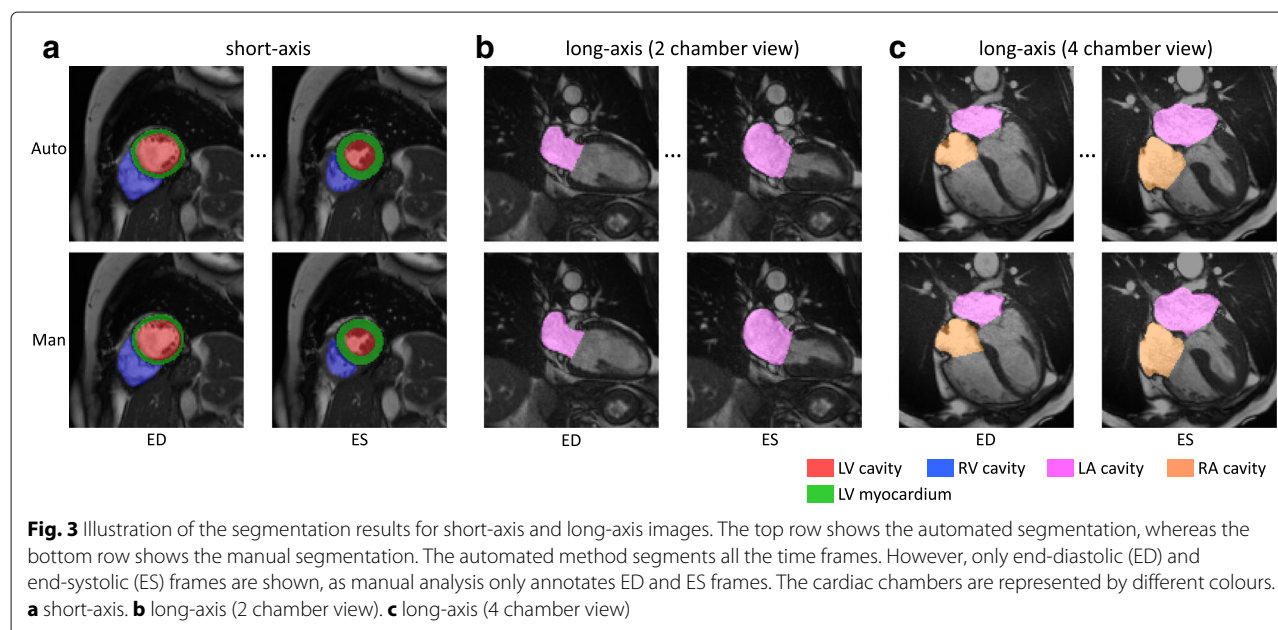 a short-axis
b long-axis (2 chamber view)
c long-axis (4 chamber view)
Auto
...
...
...
Man
ED ES ED ES ED ES
LV cavity RV cavity LA cavity RA cavity
LV myocardium
Fig. 3 Illustration of the segmentation results for short-axis and long-axis images. The top row shows the automated segmentation, whereas the
bottom row shows the manual segmentation. The automated method segments all the time frames. However, only end-diastolic (ED) and
end-systolic (ES) frames are shown, as manual analysis only annotates ED and ES frames. The cardiac chambers are represented by different colours.
a short-axis. b long-axis (2 chamber view). c long-axis (4 chamber view)